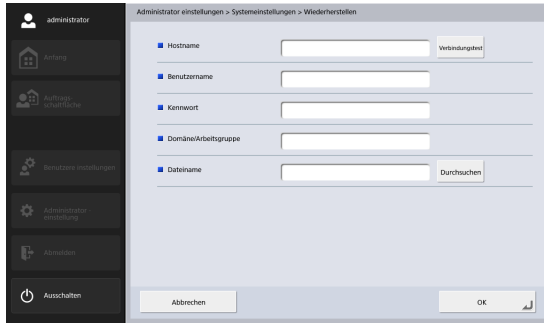 administrator
Administrator einstellungen > Systemeinstellungen > Wiederherstellen
Anfang
Auftrags-
schaltfläche
Benutzere instellungen
Administrator -
einstellung
Abmelden
Ausschalten
Hostname
Verbindungstest
Benutzername
Kennwort
Domäne/Arbeitsgruppe
Dateiname
Durchsuchen
Abbrechen
OK